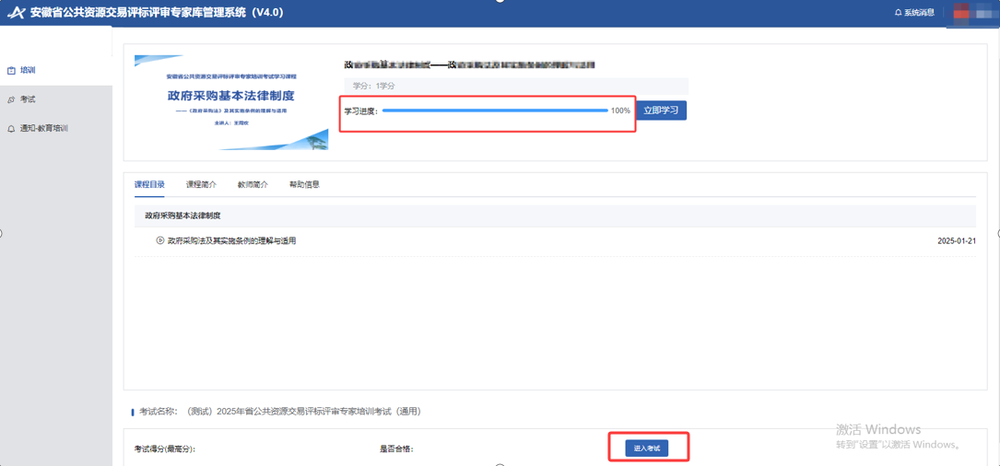 安徽省公共资源交易评标评审专家库管理系统（V4.0）
系统消息
培训
考试
通知-教育培训
安徽省公共资源交易评标评审专家培训考试学习课程
政府采购基本法律制度
——《政府采购法》及其实施条例的理解与适用
主讲人：
学分：1学分
学习进度：
100%
立即学习
课程目录 课程简介 教师简介 帮助信息
政府采购基本法律制度
政府采购法及其实施条例的理解与适用
2025-01-21
考试名称：（测试）2025年省公共资源交易评标评审专家培训考试（通用）
考试得分(最高分)：
是否合格：
进入考试
激活 Windows
转到"设置"以激活 Windows。